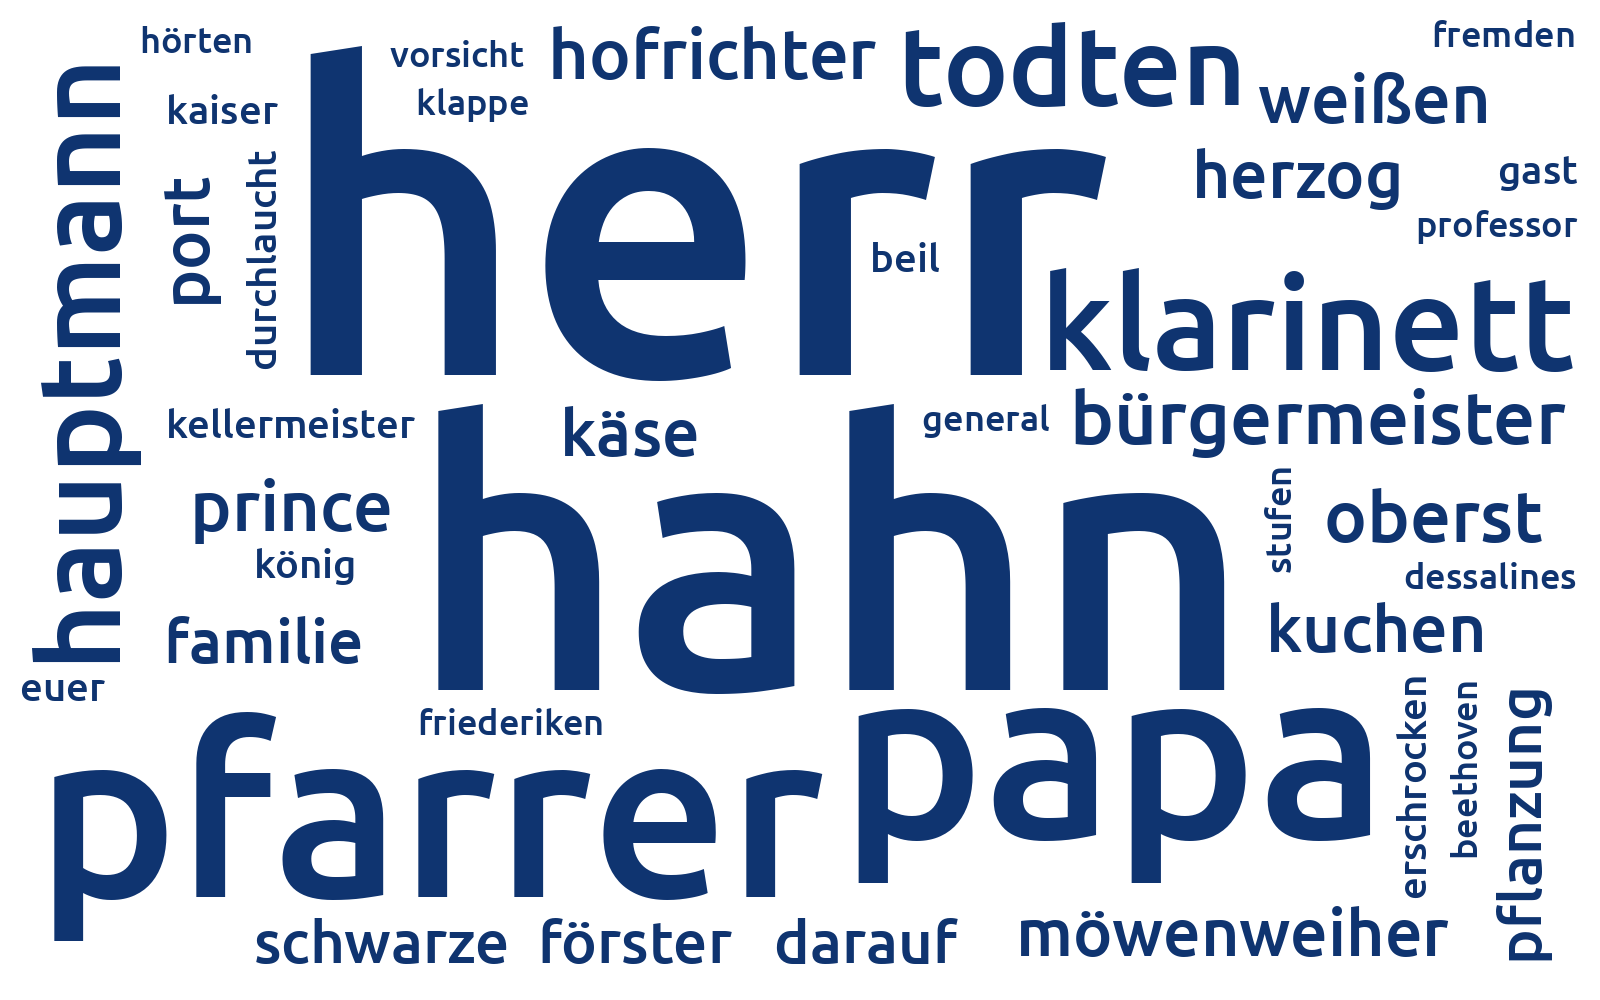 hörten
vorsicht
hofrichter
todten
fremden
kaiser
klappe
weißen
hauptmann
port
durchlaucht
herr
beil
herzog
gast
professor
klarinett
kellermeister
käse
general
bürgermeister
prince
hahn
stufen
oberst
könig
dessalines
familie
kuchen
euer
friederiken
pfarrer
papa
erschrocken
beethoven
pflanzung
schwarze
förster
darauf
möwenweiher